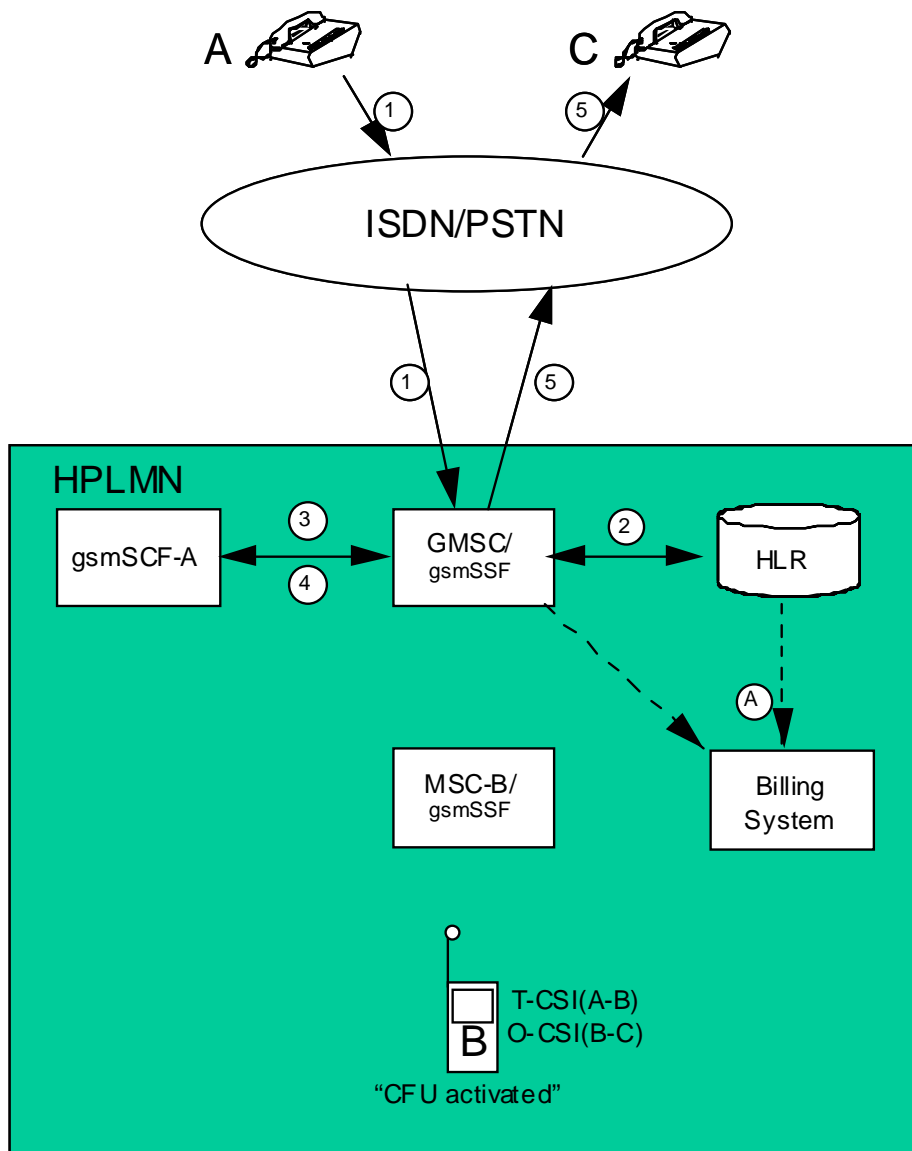 A
C
1
5
ISDN/PSTN
1
5
HPLMN
gsmSCF-A
3
4
GMSC/
gsmSSF
2
HLR
A
MSC-B/
gsmSSF
Billing
System
T-CSI(A-B)
B
O-CSI(B-C)
“CFU activated”